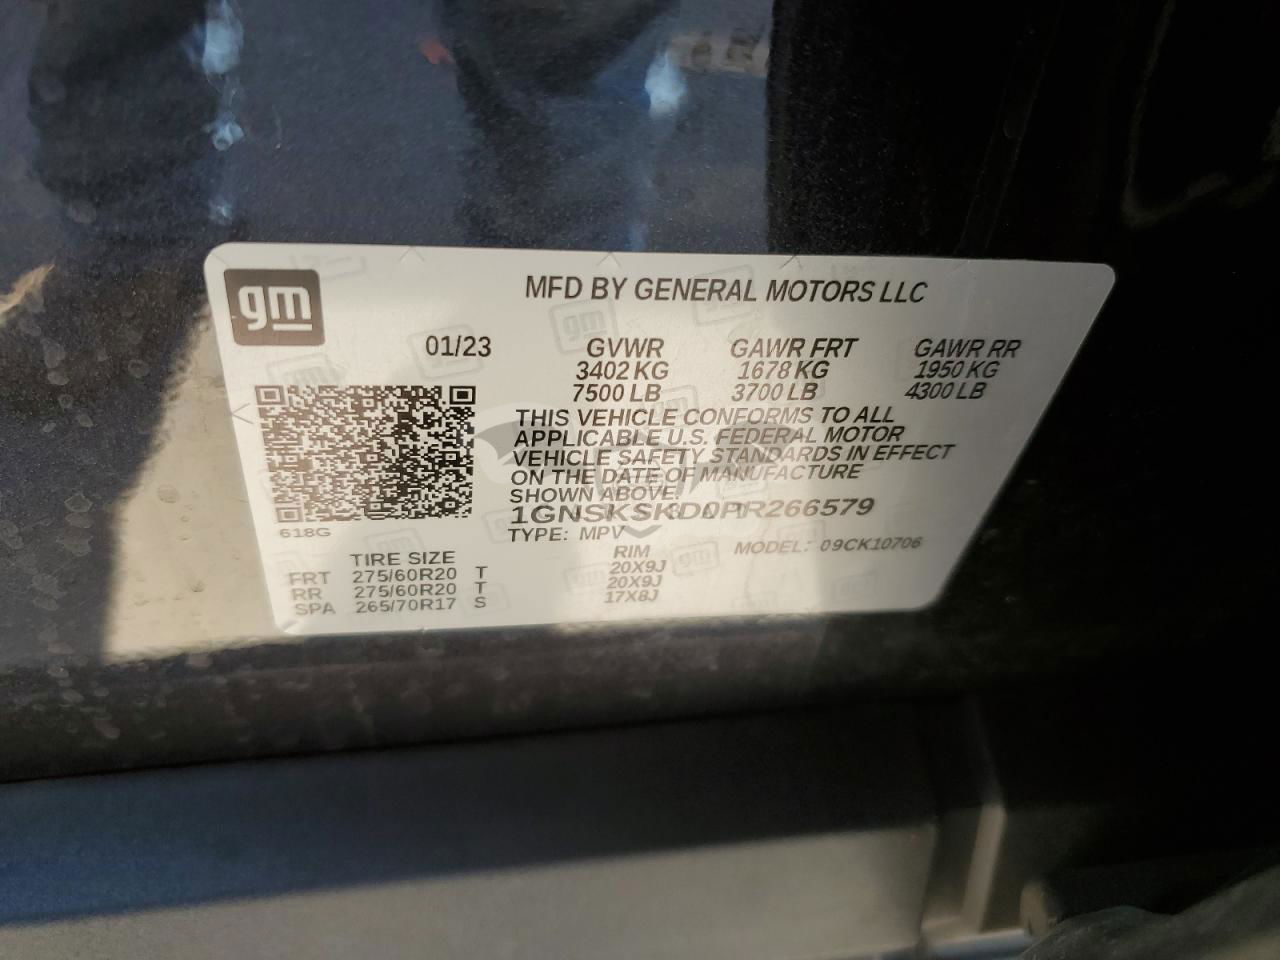 gm
MFD BY GENERAL MOTORS LLC
01/23
GVWR GAWR FRT GAWR RR
3402 KG 1678 KG 1950 KG
7500 LB 3700 LB 4300 LB
THIS VEHICLE CONFORMS TO ALL
APPLICABLE U.S. FEDERAL MOTOR
VEHICLE SAFETY STANDARDS IN EFFECT
ON THE DATE OF MANUFACTURE
SHOWN ABOVE.
1GNSKSKD0PR266579
618G
TYPE: MPV MODEL: 09CK10706
TIRE SIZE RIM
FRT 275/60R20 T 20X9J
RR 275/60R20 T 20X9J
SPA 265/70R17 S 17X8J